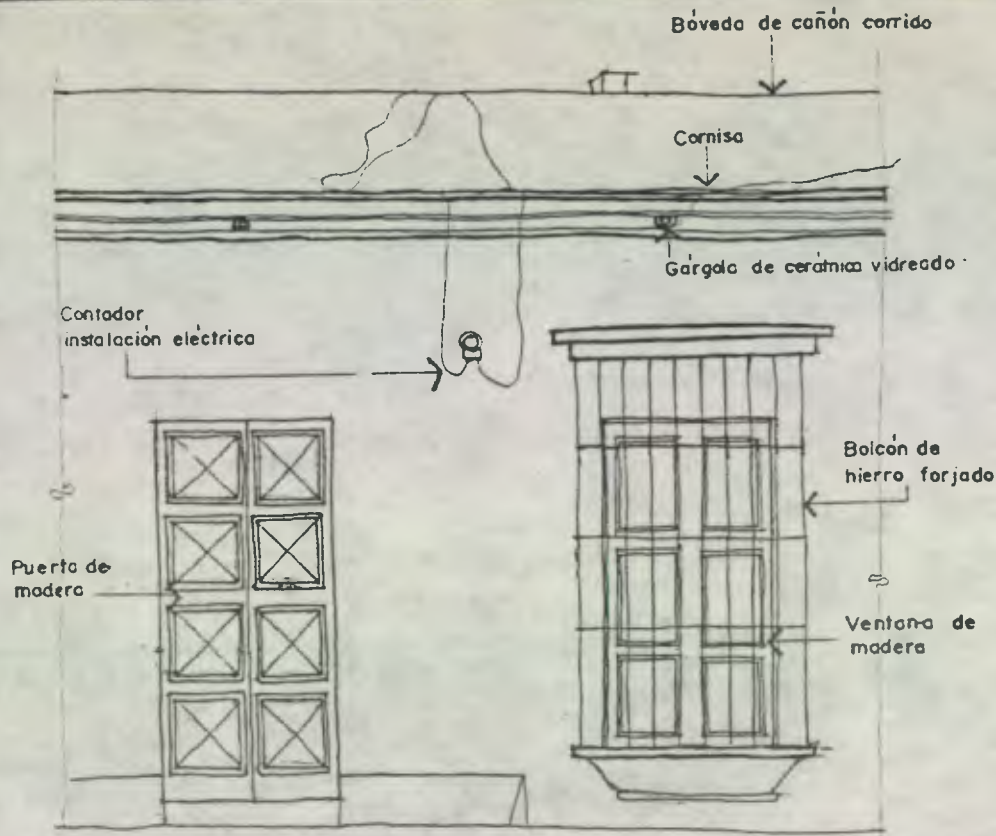 Bóveda de cañón corrido
Cornisa
Gárgola de cerámica vidreada
Contador
instalación eléctrica
Balcón de
hierro forjado
Puerta de
madera
Ventana de
madera